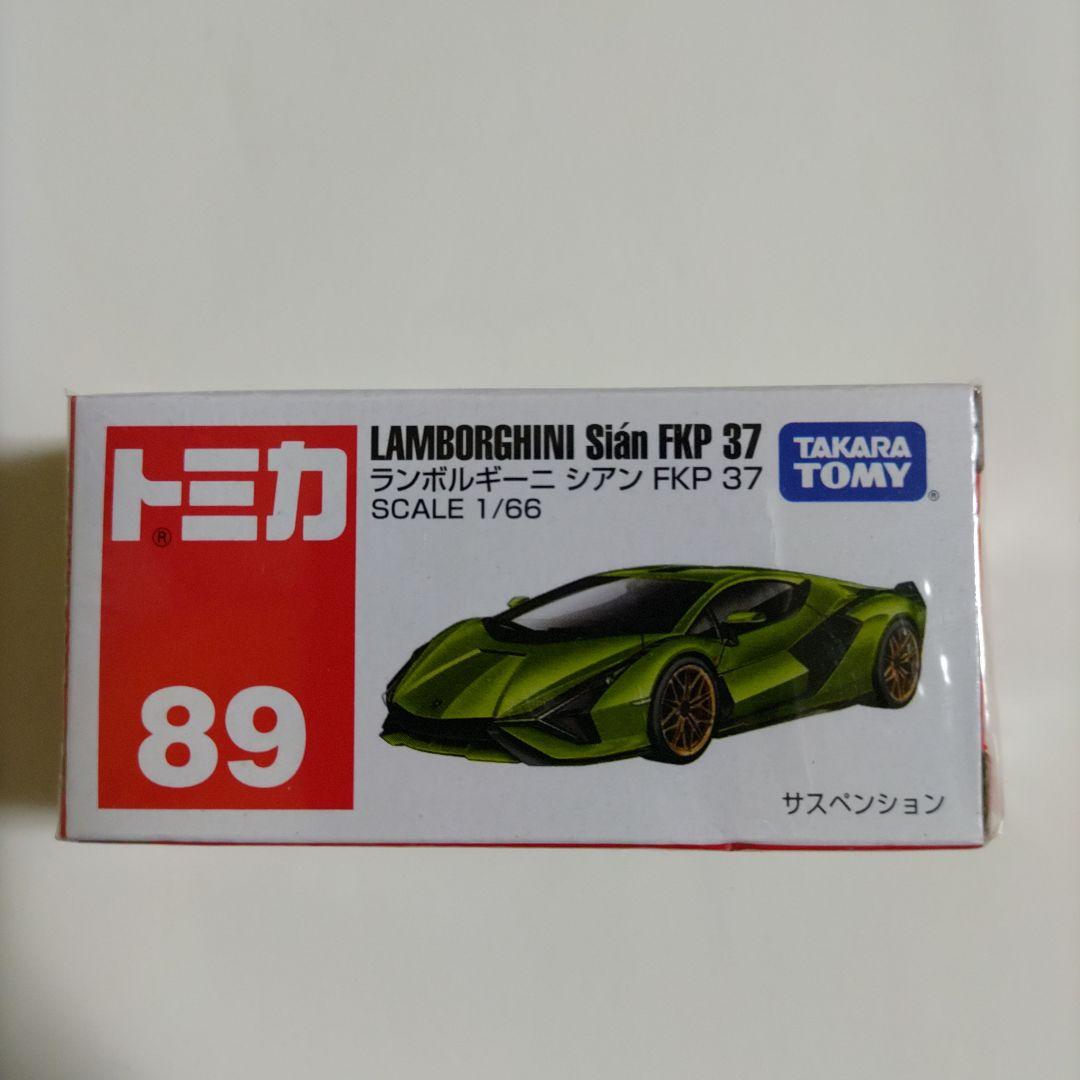 トミカ
®
89
LAMBORGHINI Sián FKP 37
ランボルギーニ シアン FKP 37
SCALE 1/66
TAKARA
TOMY
®
サスペンション